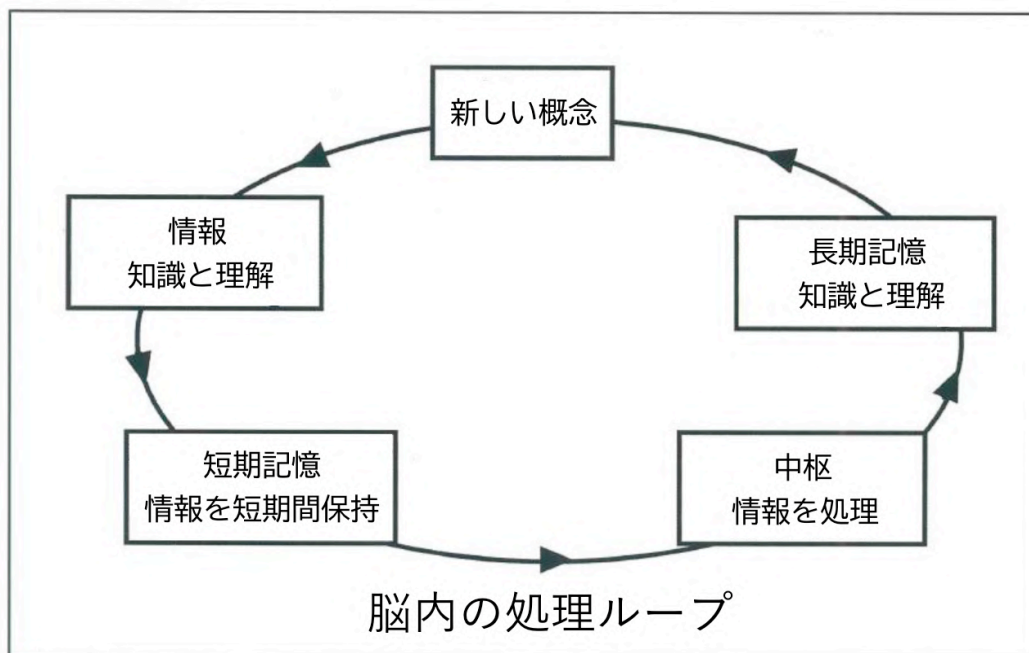 新しい概念
情報
知識と理解
長期記憶
知識と理解
短期記憶
情報を短期間保持
中枢
情報を処理
脳内の処理ループ